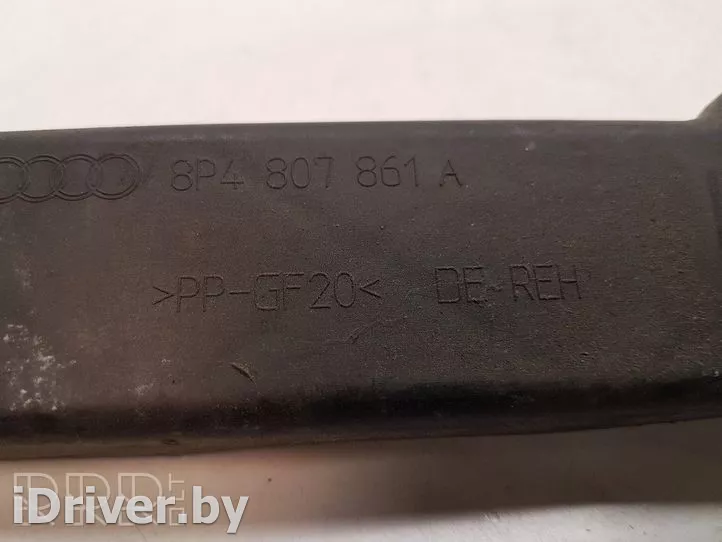 8P4 807 861 A
>PP-GF20< DE-REH
iDriver.by